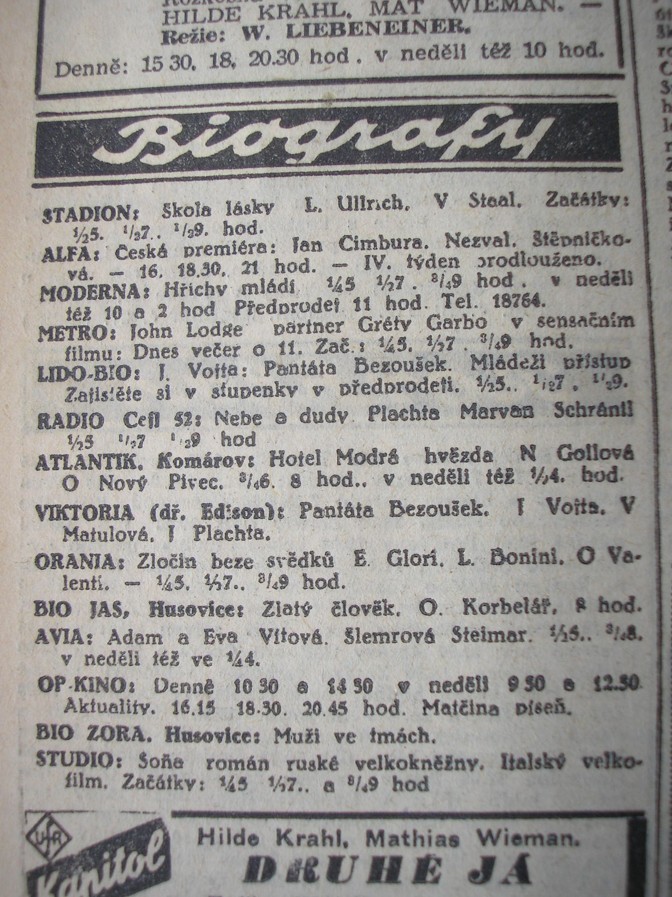 HILDE KRAHL, MAT WIEMAN. —
Režie: W. LIEBENEINER.
Denně: 15 30, 18, 20.30 hod. v neděli též 10 hod.
Biografy
STADION: Skola lásky L. Ullrich, V Staal. Začátky:
½5, ½7., ½9. hod.
ALFA: Česká premiéra: Jan Cimbura. Nezval. Štěpničko-
vá. — 16. 18.30, 21 hod. — IV. týden prodlouženo.
MODERNA: Hříchy mládí ¼5 ½7. ¾9 hod. v neděli
též 10 a 2 hod Předprodej 11 hod. Tel. 18764.
METRO: John Lodge partner Gréty Garbo v sensačním
filmu: Dnes večer o 11. Zač.: ¼5, ½7. ¾9 hod.
LIDO-BIO: J. Vojta: Pantáta Bezoušek. Mládeži přístup
Zajistěte si v stupenky v předprodeji. ½5.. ½7, ½9.
RADIO Cejl 52: Nebe a dudy. Plachta Marvan Schránil
½5 ½7 ½9 hod
ATLANTIK, Komárov: Hotel Modrá hvězda N Gollová
O Nový Pivec. ¾6. 8 hod., v neděli též ¼4. hod.
VIKTORIA (dř. Edison): Pantáta Bezoušek. J Vojta. V
Matulová, J Plachta.
ORANIA: Zločin beze svědků E. Glori, L. Bonini, O Va-
lenti. — ¼5, ½7., ¾9 hod.
BIO JAS, Husovice: Zlatý člověk. O. Korbelář. 8 hod.
AVIA: Adam a Eva Vítová. Šlemrová Steimar. ½5.. ¾8,
v neděli též ve ¼4.
OP-KINO: Denně 10 30 a 14 30 v neděli 9 30 a 12.30
Aktuality. 16.15 18.30. 20.45 hod. Matčina píseň.
BIO ZORA, Husovice: Muži ve tmách.
STUDIO: Soňa román ruské velkokněžny. Italský velko-
film. Začátky: ¼5 ½7., a ¾9 hod
UFA
Kapitol
Hilde Krahl, Mathias Wieman.
DRUHÉ JÁ